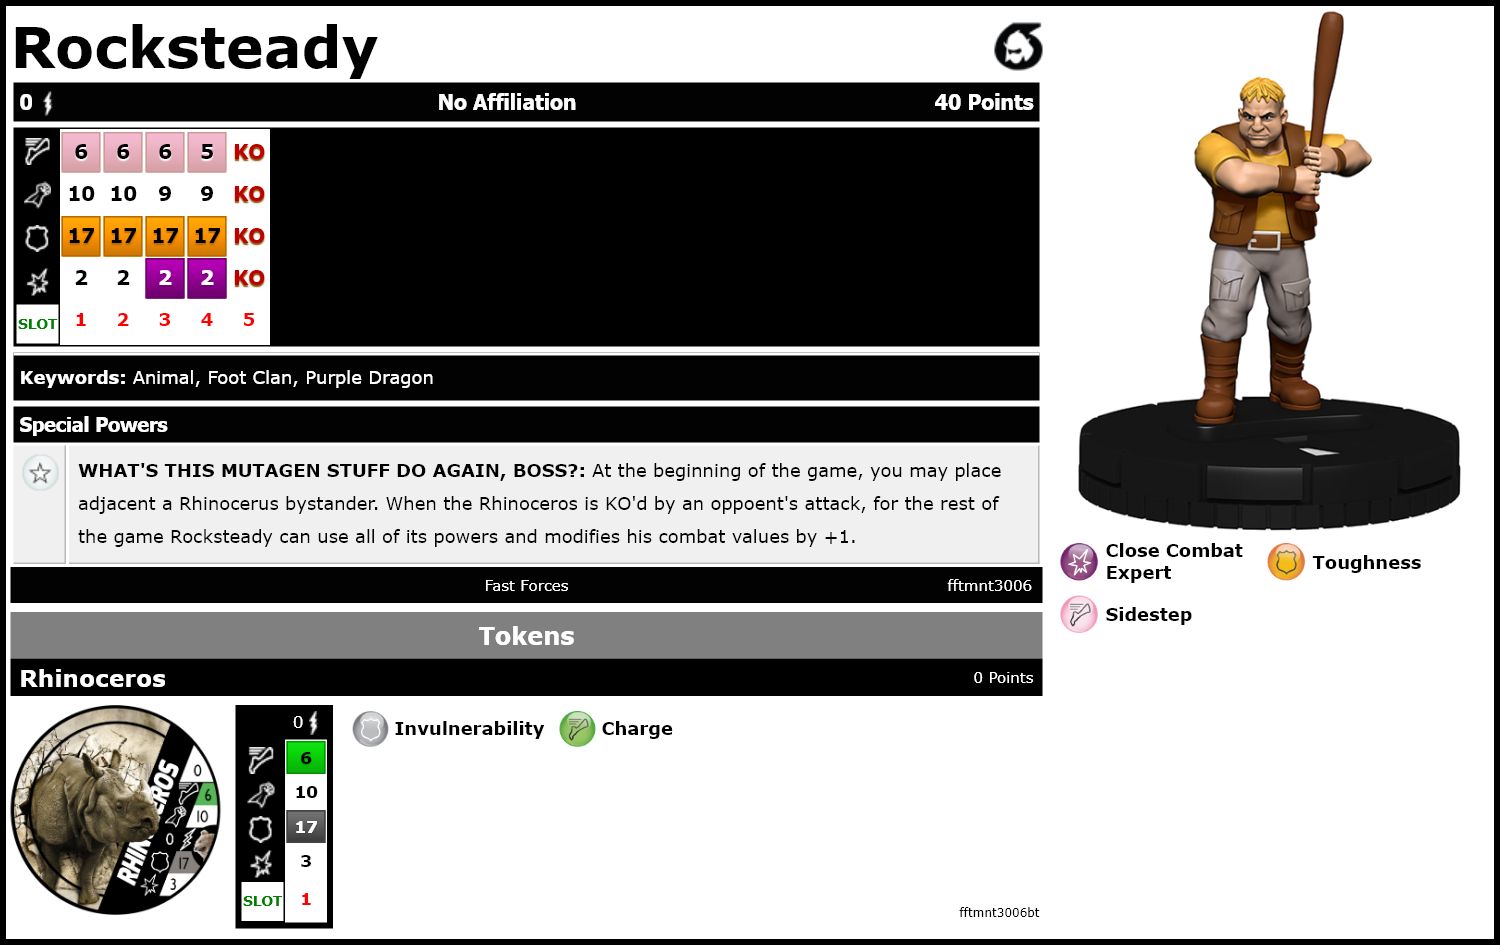 Rocksteady
0 No Affiliation 40 Points
6 6 6 5 KO
10 10 9 9 KO
17 17 17 17 KO
2 2 2 2 KO
SLOT 1 2 3 4 5
Keywords: Animal, Foot Clan, Purple Dragon
Special Powers
WHAT'S THIS MUTAGEN STUFF DO AGAIN, BOSS?: At the beginning of the game, you may place
adjacent a Rhinocerus bystander. When the Rhinoceros is KO'd by an oppoent's attack, for the rest of
the game Rocksteady can use all of its powers and modifies his combat values by +1.
Fast Forces fftmnt3006
Close Combat
Expert
Toughness
Sidestep
Tokens
Rhinoceros 0 Points
RHINOCEROS
0
6
10
0
17
3
0
6
10
17
3
SLOT 1
Invulnerability Charge
fftmnt3006bt